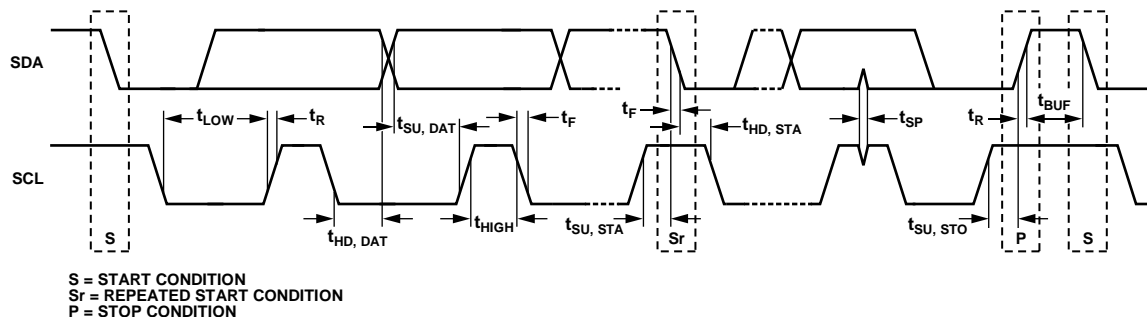 SDA
tLOW
tR
tSU, DAT
tF
tF
tHD, STA
tSP
tR
tBUF
SCL
tHD, DAT
tHIGH
tSU, STA
tSU, STO
S
Sr
P
S
S = START CONDITION
Sr = REPEATED START CONDITION
P = STOP CONDITION